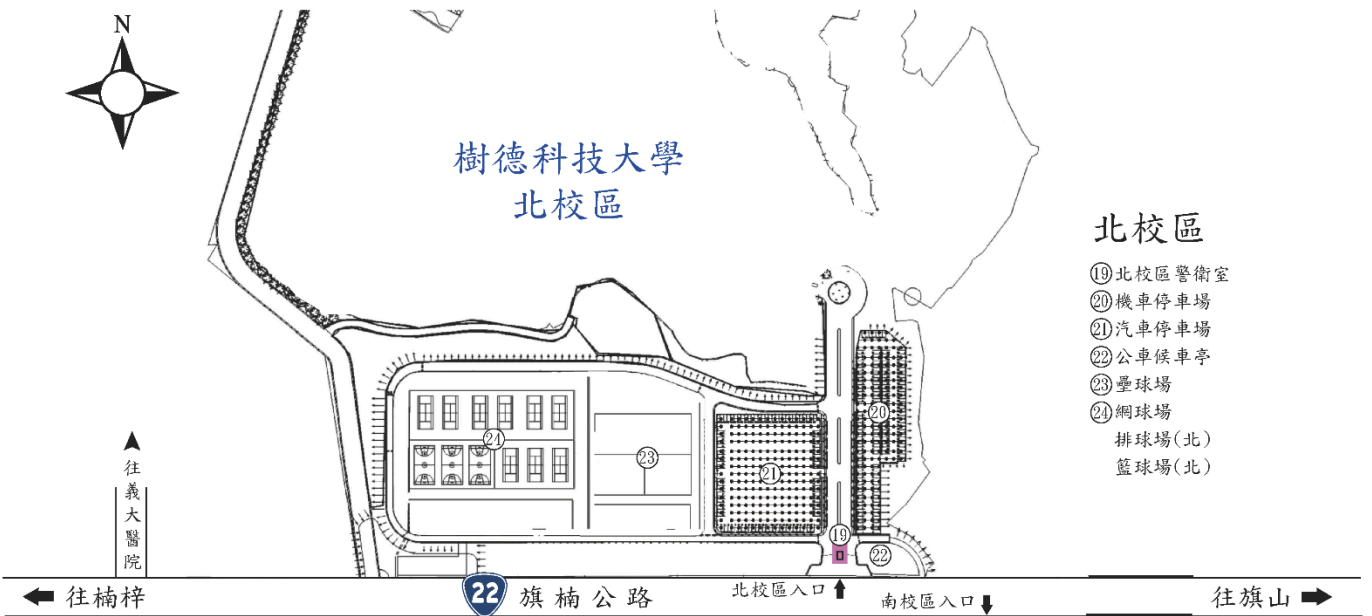 N
樹德科技大學
北校區
北校區
⑲北校區警衛室
⑳機車停車場
㉑汽車停車場
㉒公車候車亭
㉓壘球場
㉔網球場
排球場(北)
籃球場(北)
⑳
㉔
㉓
㉑
⑲
㉒
往義大醫院
往楠梓
22
旗楠公路
北校區入口
南校區入口
往旗山